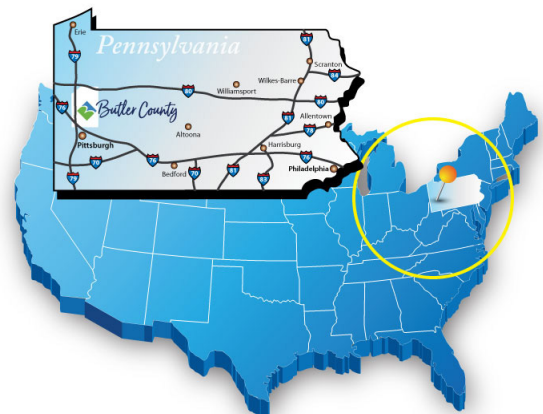 Erie
Pennsylvania
81
79
Scranton
84
80
Wilkes-Barre
Williamsport
80
76
Butler County
81
Allentown
78
Altoona
Pittsburgh
Harrisburg
76
76
70
Bedford
70
81
83
Philadelphia
79